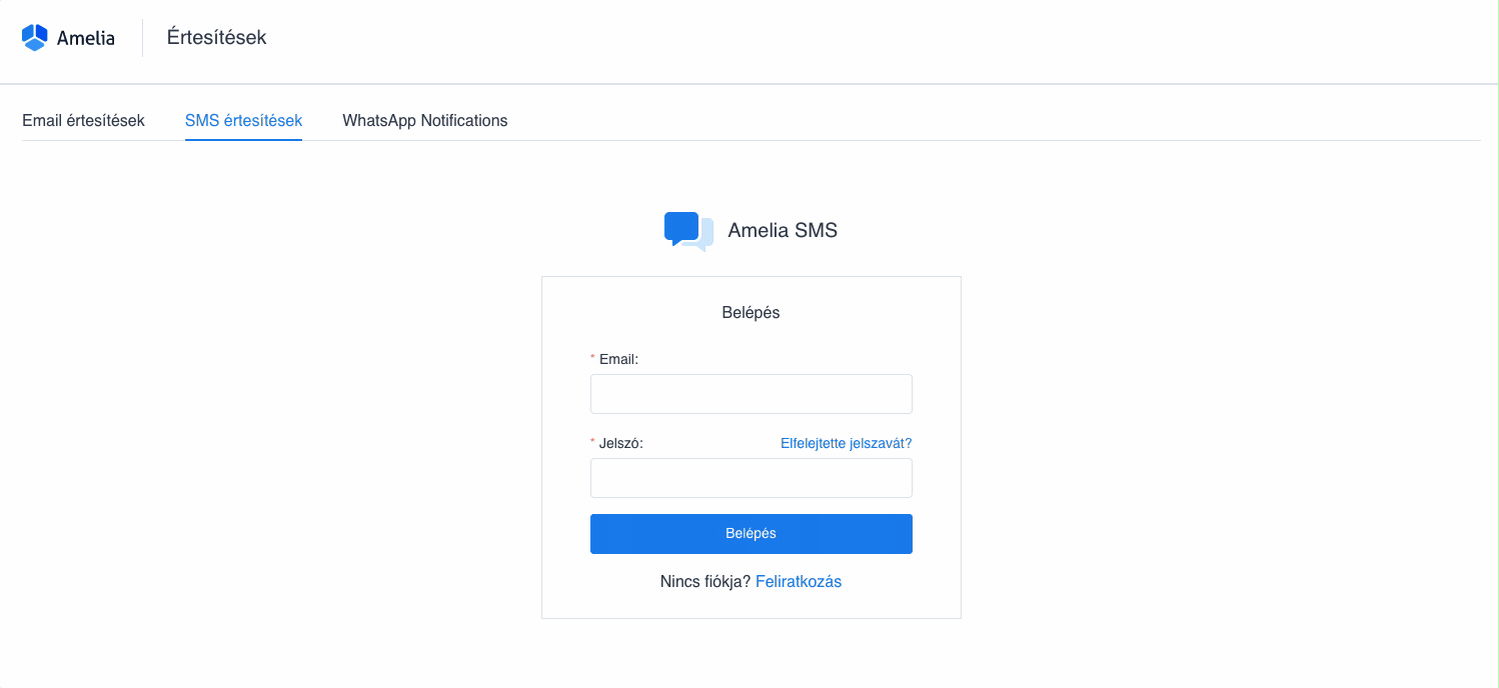 Amelia
Értesítések
Email értesítések
SMS értesítések
WhatsApp Notifications
Amelia SMS
Belépés
* Email:
* Jelszó:
Elfelejtette jelszavát?
Belépés
Nincs fiókja? Feliratkozás